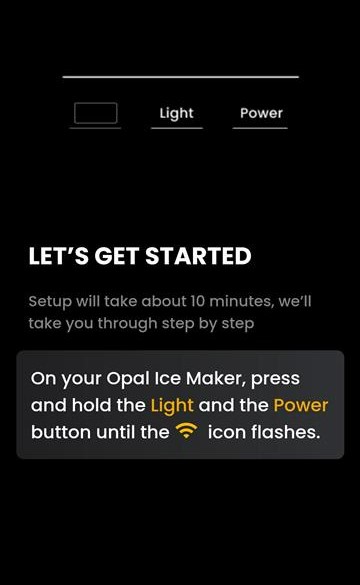 Light Power
LET'S GET STARTED
Setup will take about 10 minutes, we'll
take you through step by step
On your Opal Ice Maker, press
and hold the Light and the Power
button until the icon flashes.